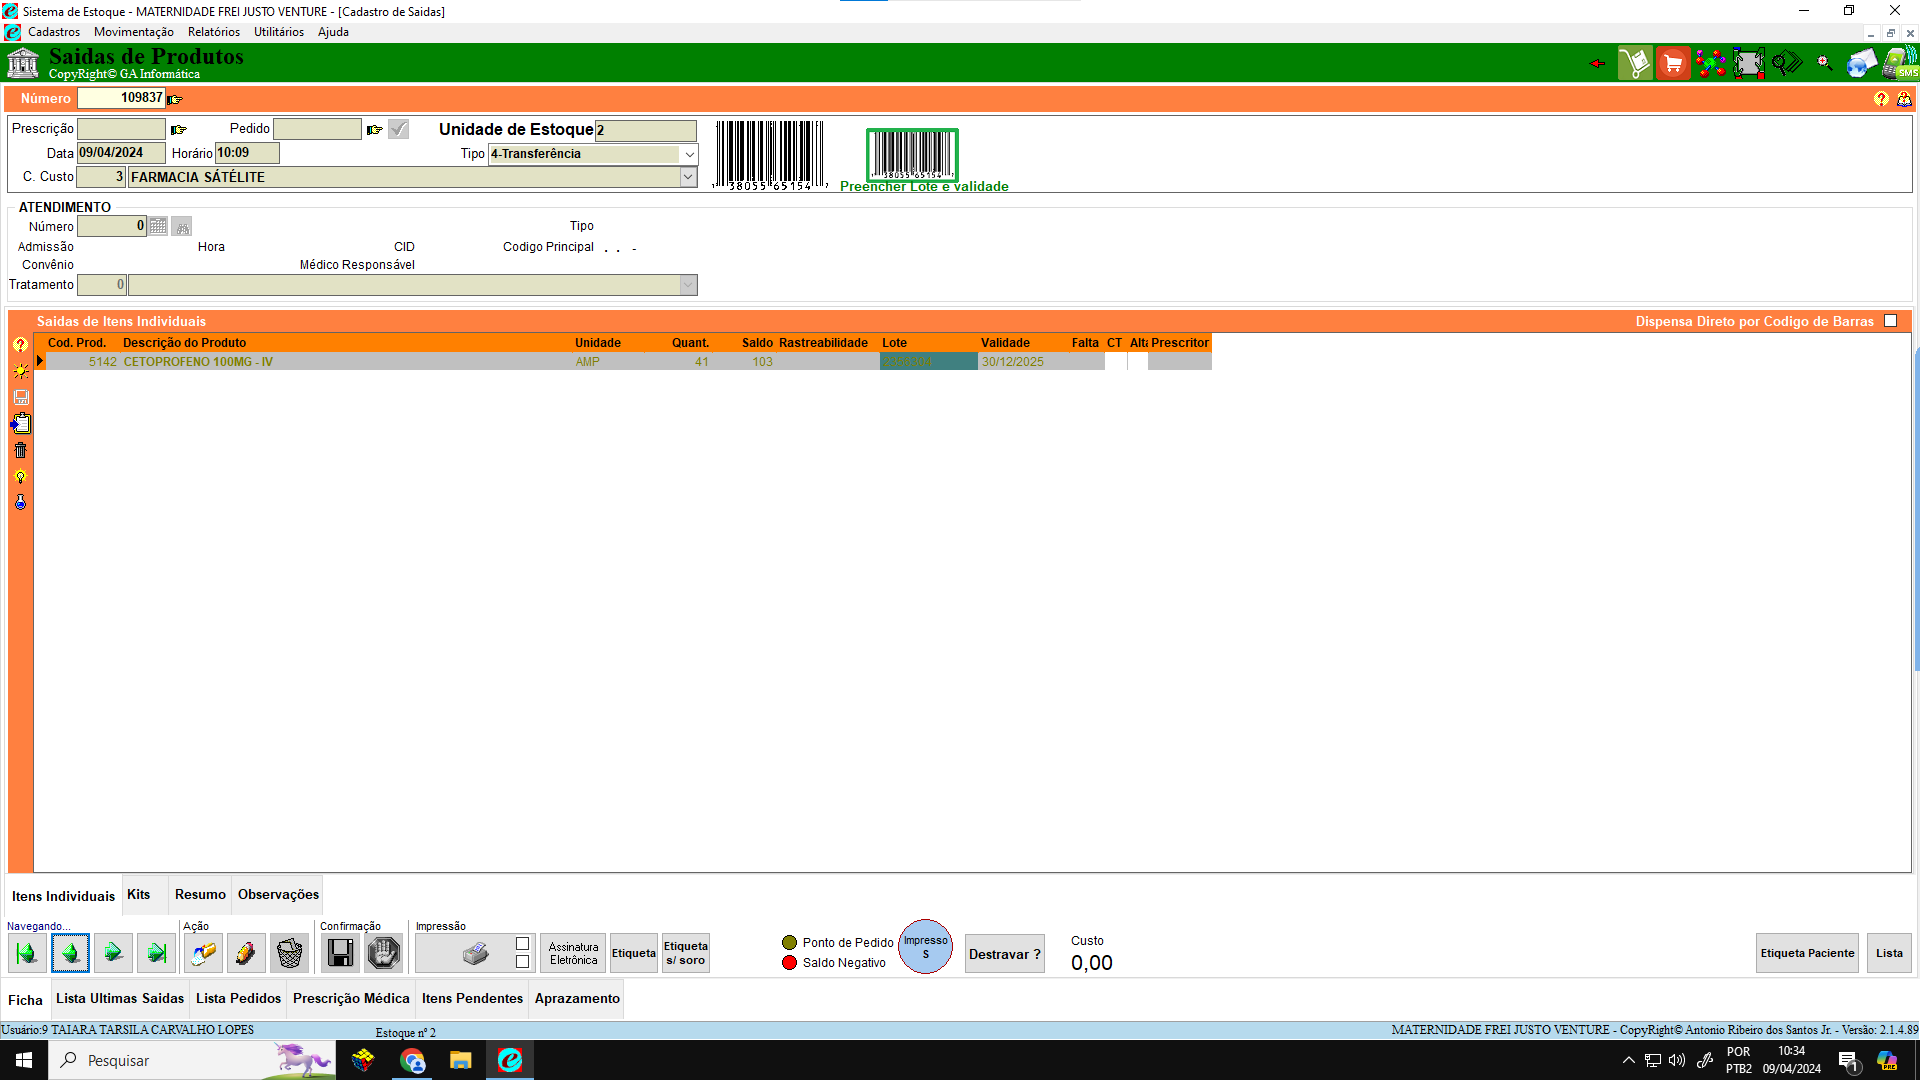 Sistema de Estoque - MATERNIDADE FREI JUSTO VENTURE - [Cadastro de Saidas]
Cadastros Movimentação Relatórios Utilitários Ajuda
Saidas de Produtos
CopyRight© GA Informática
SMS
Número 109837
Prescrição Pedido Unidade de Estoque 2
Data 09/04/2024 Horário 10:09 Tipo 4-Transferência
C. Custo 3 FARMACIA SÁTÉLITE
38055 65154
38055 65154
Preencher Lote e validade
ATENDIMENTO
Número 0 Tipo
Admissão Hora CID Codigo Principal . . -
Convênio Médico Responsável
Tratamento 0
Saidas de Itens Individuais Dispensa Direto por Codigo de Barras
Cod. Prod. Descrição do Produto Unidade Quant. Saldo Rastreabilidade Lote Validade Falta CT Alta Prescritor
5142 CETOPROFENO 100MG - IV AMP 41 103 30/12/2025
Itens Individuais Kits Resumo Observações
Navegando... Ação Confirmação Impressão
Assinatura Eletrônica
Etiqueta
Etiqueta s/ soro
Ponto de Pedido
Saldo Negativo
Impresso
S
Destravar ?
Custo
0,00
Etiqueta Paciente Lista
Ficha Lista Ultimas Saidas Lista Pedidos Prescrição Médica Itens Pendentes Aprazamento
Usuário:9 TAIARA TARSILA CARVALHO LOPES Estoque nº 2 MATERNIDADE FREI JUSTO VENTURE - CopyRight© Antonio Ribeiro dos Santos Jr. - Versão: 2.1.4.89
Pesquisar
POR
PTB2
10:34
09/04/2024
1
PRE